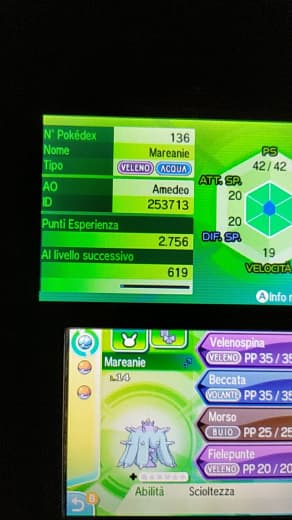 N° Pokédex 136
Nome Mareanie
Tipo VELENO ACQUA
AO Amedeo
ID 253713
Punti Esperienza
2.756
Al livello successivo
619
PS
42/42
ATT. SP.
20
20
DIF. SP.
19
VELOCITÀ
A Info
Mareanie
L.14
Velenospina
VELENO PP 35/35
Beccata
VOLANTE PP 35/35
Morso
BUIO PP 25/25
Fielepunte
VELENO PP 20/20
B
Abilità Scioltezza